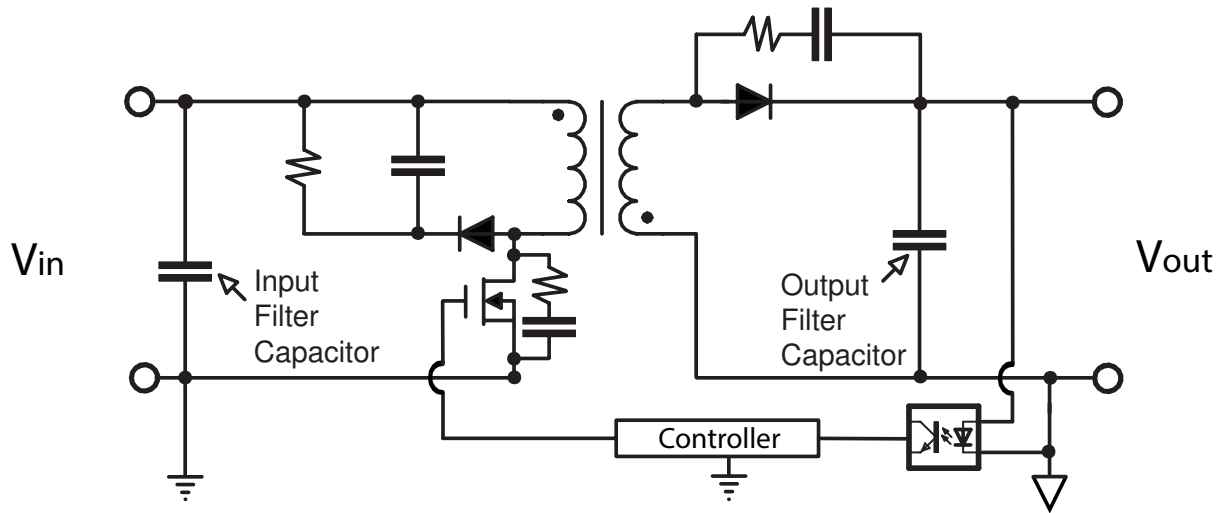 Vin
Input
Filter
Capacitor
Output
Filter
Capacitor
Vout
Controller